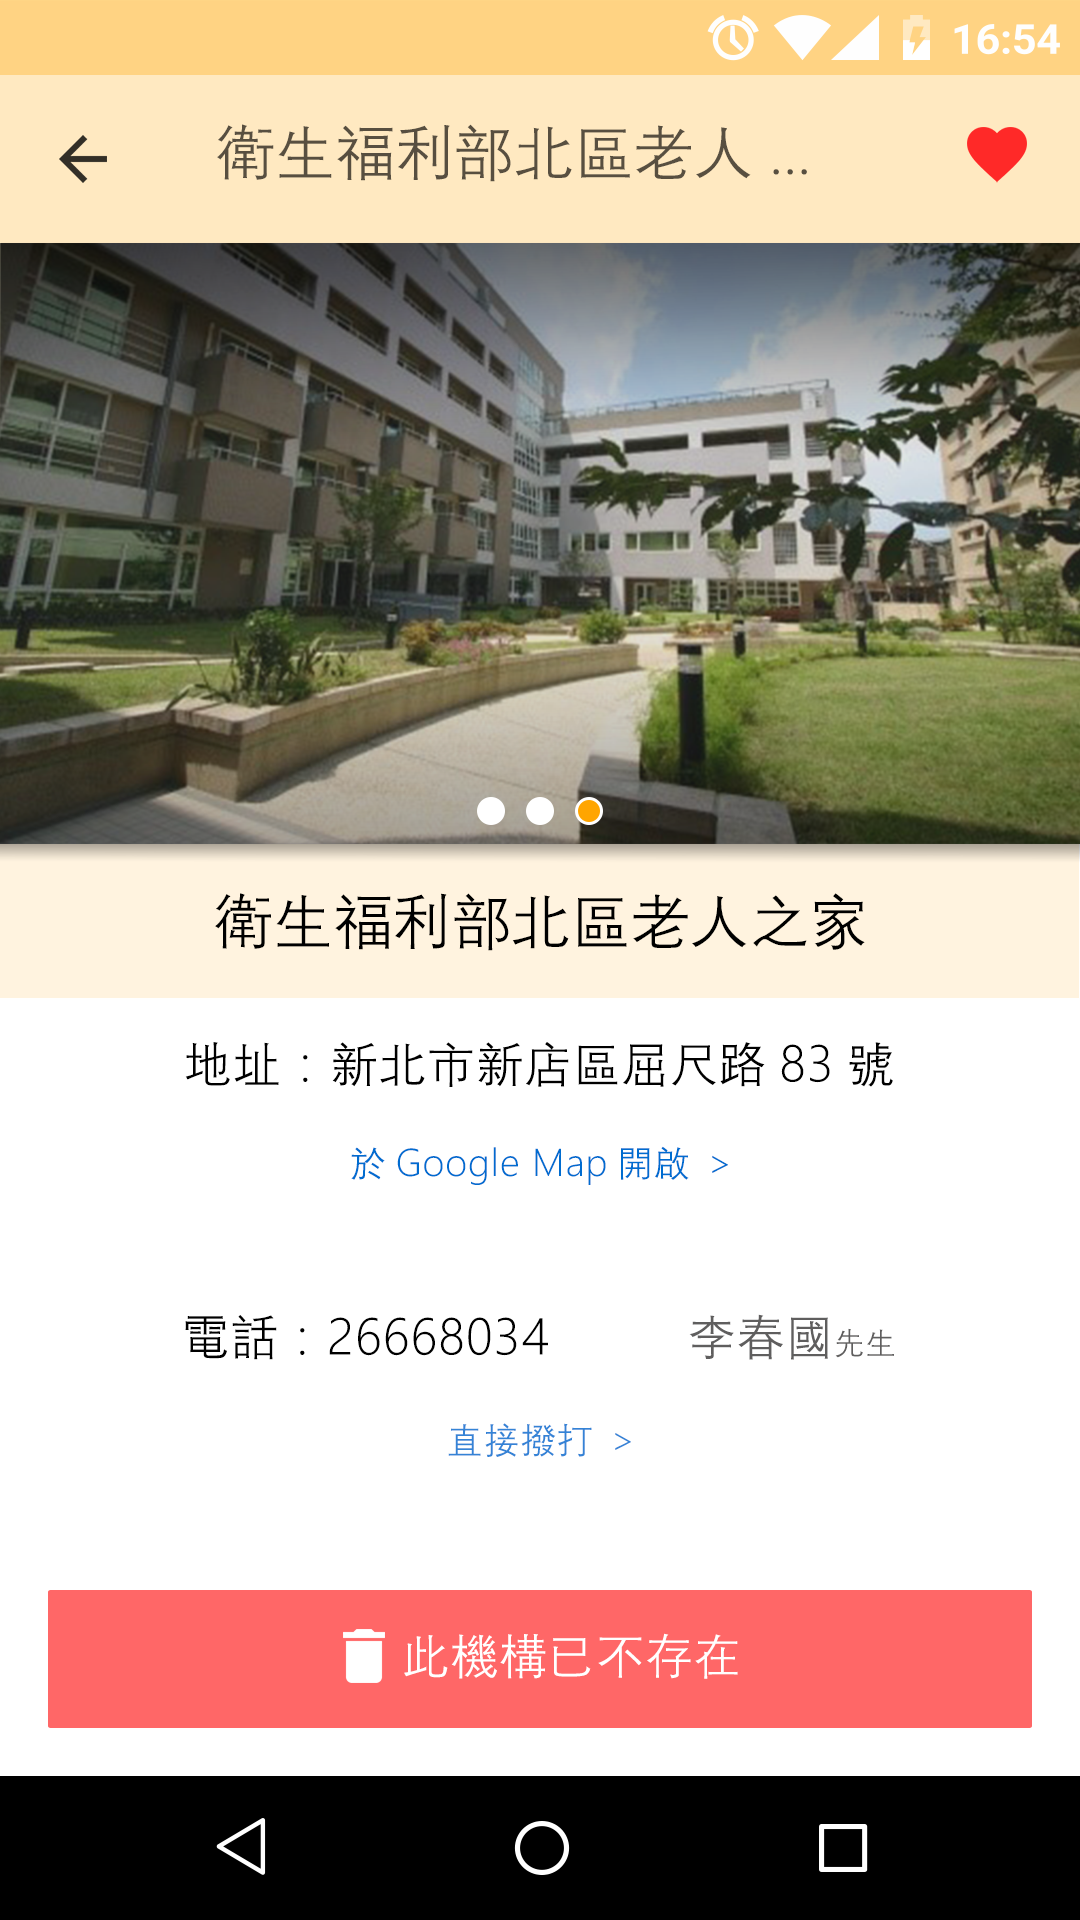 16:54
衛生福利部北區老人 ...
衛生福利部北區老人之家
地址：新北市新店區屈尺路 83 號
於 Google Map 開啟 >
電話：26668034 李春國先生
直接撥打 >
此機構已不存在